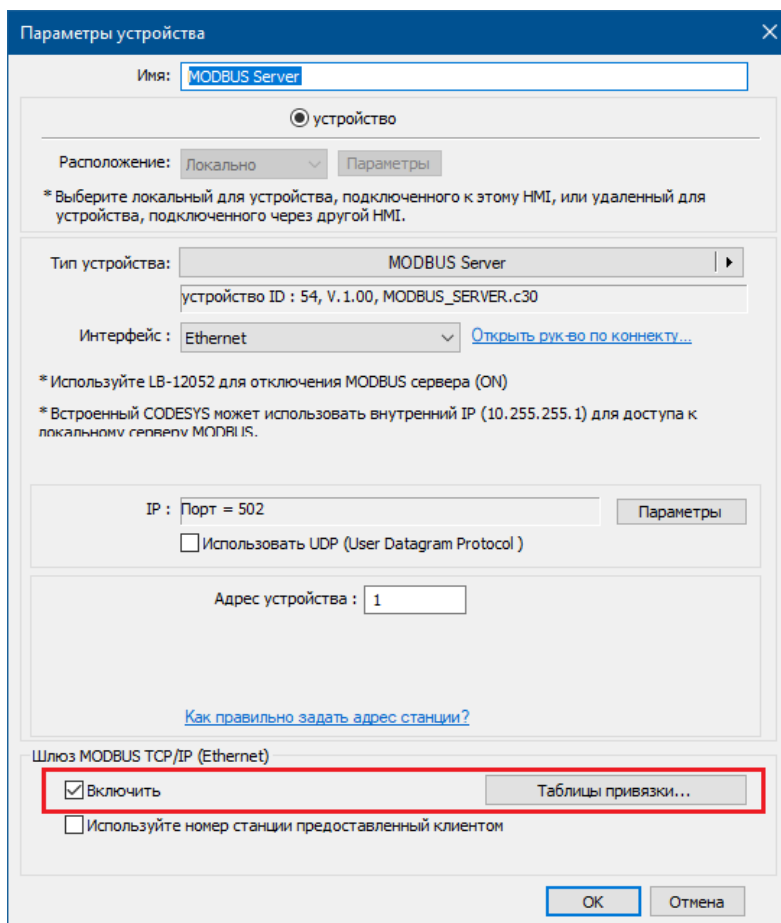 Параметры устройства
Имя: MODBUS Server
устройство
Расположение: Локально Параметры
* Выберите локальный для устройства, подключенного к этому HMI, или удаленный для
устройства, подключенного через другой HMI.
Тип устройства: MODBUS Server
устройство ID : 54, V.1.00, MODBUS_SERVER.c30
Интерфейс : Ethernet Открыть рук-во по коннекту...
* Используйте LB-12052 для отключения MODBUS сервера (ON)
* Встроенный CODESYS может использовать внутренний IP (10.255.255.1) для доступа к
локальному серверу MODBUS.
IP : Порт = 502 Параметры
Использовать UDP (User Datagram Protocol )
Адрес устройства : 1
Как правильно задать адрес станции?
Шлюз MODBUS TCP/IP (Ethernet)
Включить Таблицы привязки...
Используйте номер станции предоставленный клиентом
OK Отмена